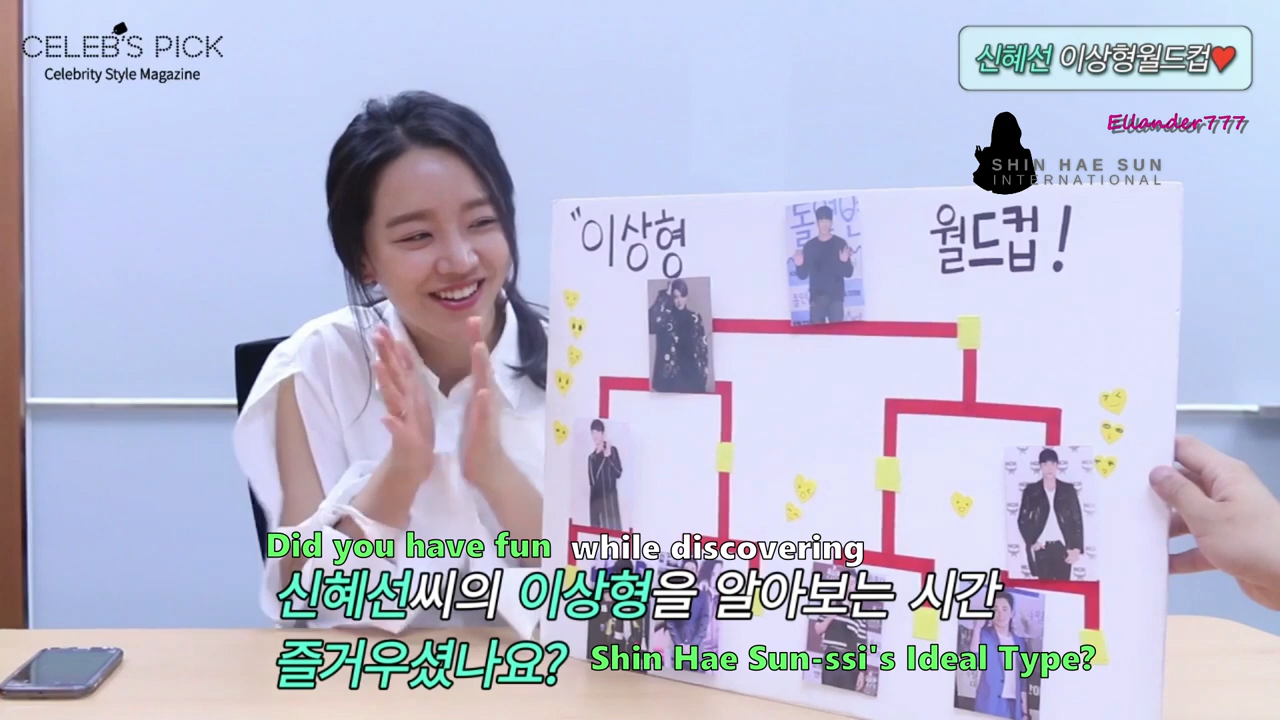 CELEB'S PICK
Celebrity Style Magazine
신혜선 이상형월드컵♥
Ellander777
SHIN HAE SUN
INTERNATIONAL
"이상형 월드컵!
Did you have fun while discovering
신혜선씨의 이상형을 알아보는 시간
즐거우셨나요?
Shin Hae Sun-ssi's Ideal Type?